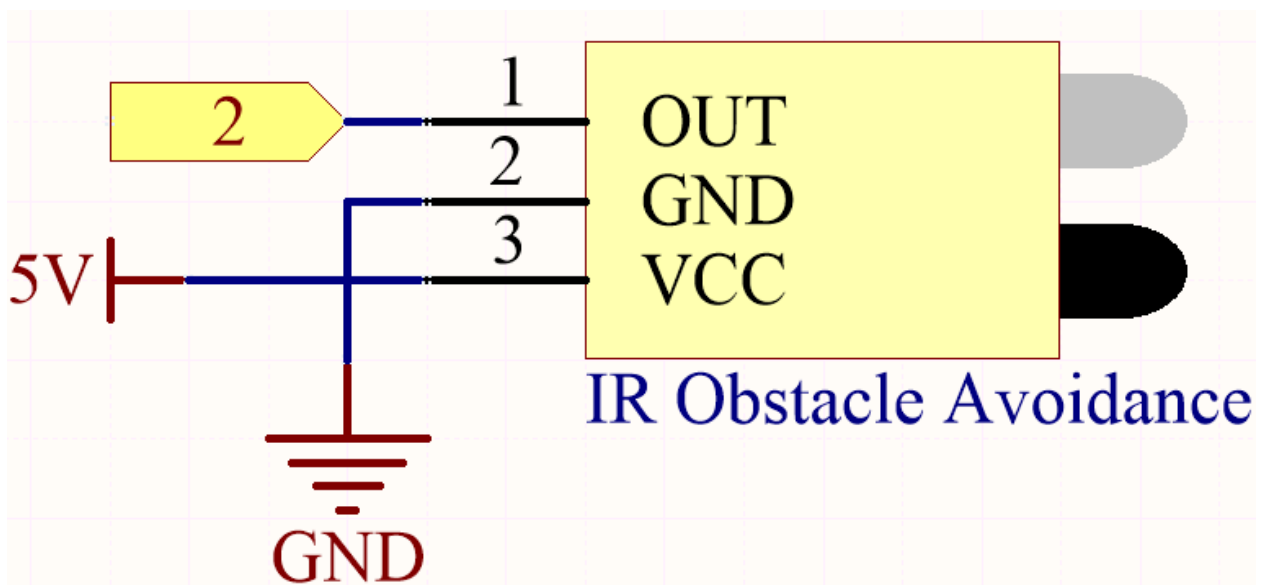 1
2 OUT
2
GND
3
5V VCC
IR Obstacle Avoidance
GND